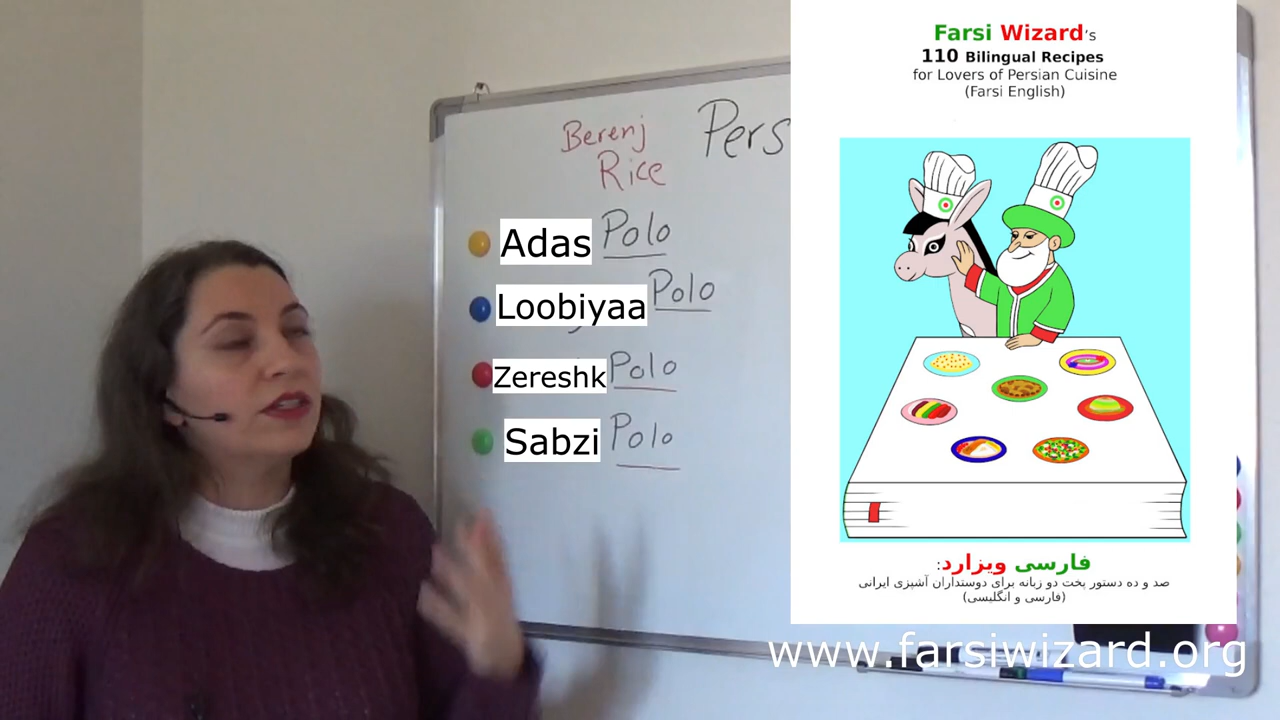 Berenj
Rice
Pers
Adas Polo
Loobiyaa Polo
Zereshk Polo
Sabzi Polo
Farsi Wizard's
110 Bilingual Recipes
for Lovers of Persian Cuisine
(Farsi English)
فارسی ویزارد:
صد و ده دستور پخت دو زبانه برای دوستداران آشپزی ایرانی
(فارسی و انگلیسی)
www.farsiwizard.org